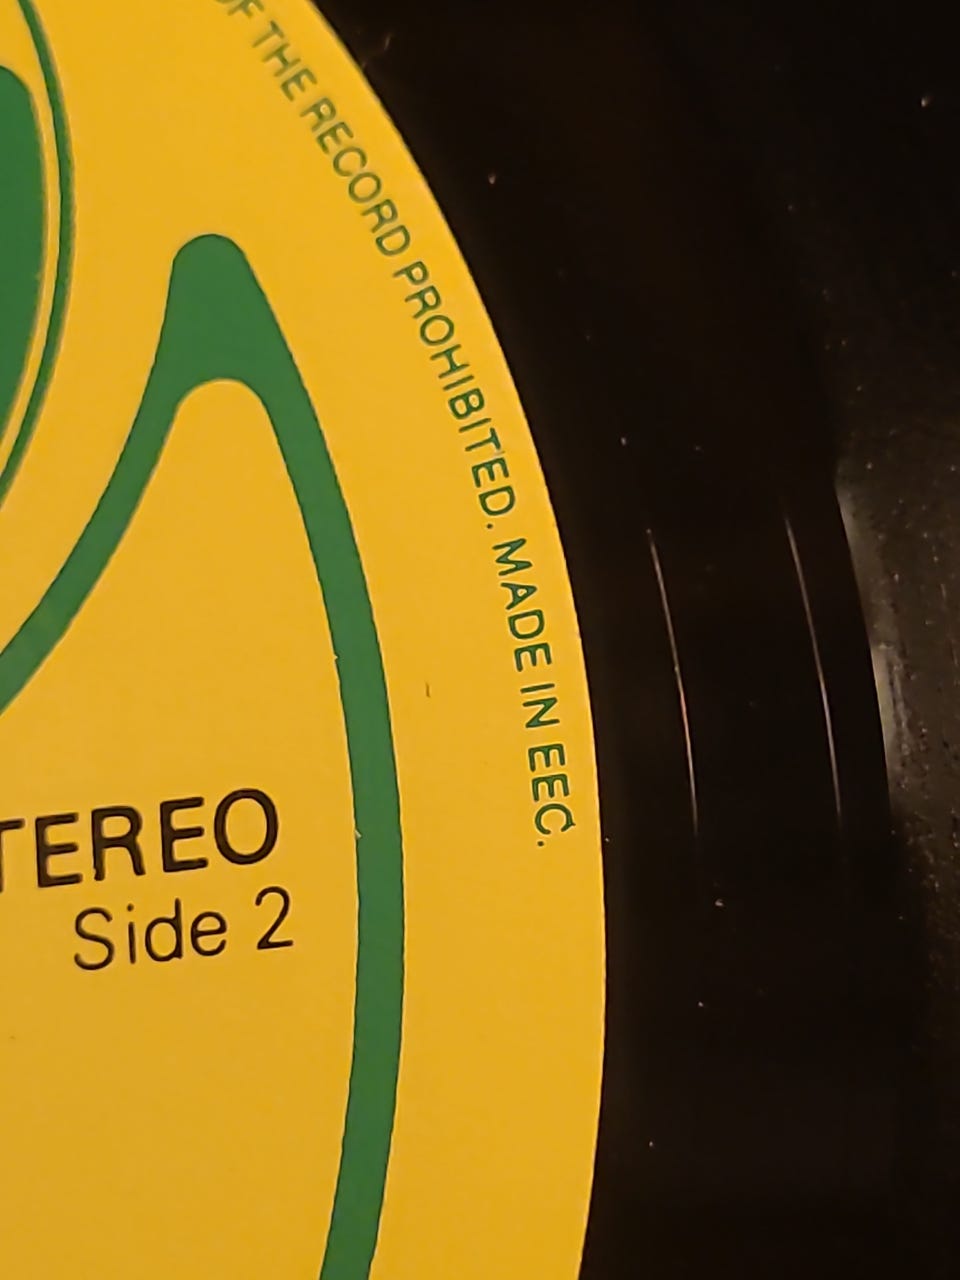 OF THE RECORD PROHIBITED. MADE IN EEC.
TEREO
Side 2